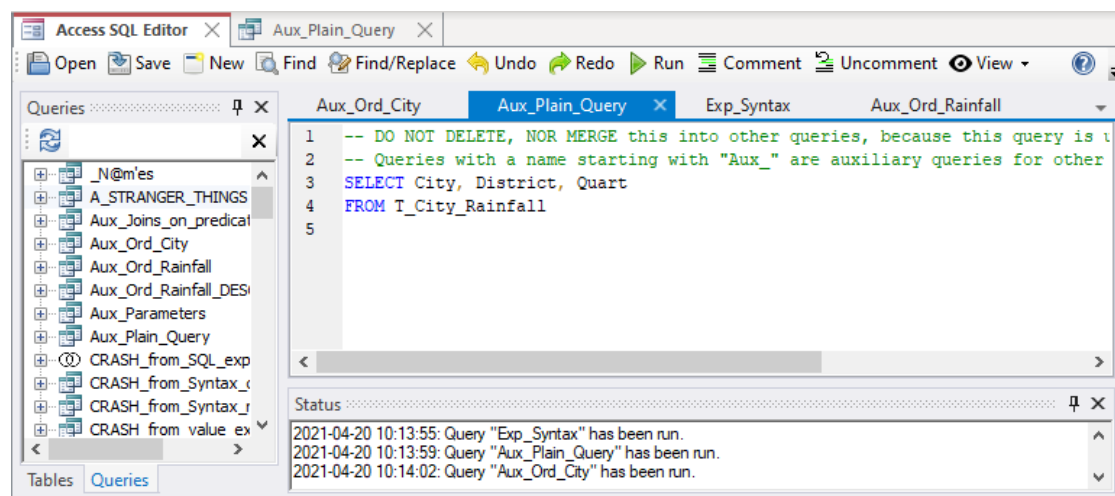 Access SQL Editor Aux_Plain_Query
Open Save New Find Find/Replace Undo Redo Run Comment Uncomment View
Queries
Aux_Ord_City Aux_Plain_Query Exp_Syntax Aux_Ord_Rainfall
_N@m'es
A_STRANGER_THINGS
Aux_Joins_on_predicat
Aux_Ord_City
Aux_Ord_Rainfall
Aux_Ord_Rainfall_DES
Aux_Parameters
Aux_Plain_Query
CRASH_from_SQL_exp
CRASH_from_Syntax_
CRASH_from_Syntax_
CRASH_from_value_ex
Tables Queries
1 -- DO NOT DELETE, NOR MERGE this into other queries, because this query is
2 -- Queries with a name starting with "Aux_" are auxiliary queries for other
3 SELECT City, District, Quart
4 FROM T_City_Rainfall
5
Status
2021-04-20 10:13:55: Query "Exp_Syntax" has been run.
2021-04-20 10:13:59: Query "Aux_Plain_Query" has been run.
2021-04-20 10:14:02: Query "Aux_Ord_City" has been run.